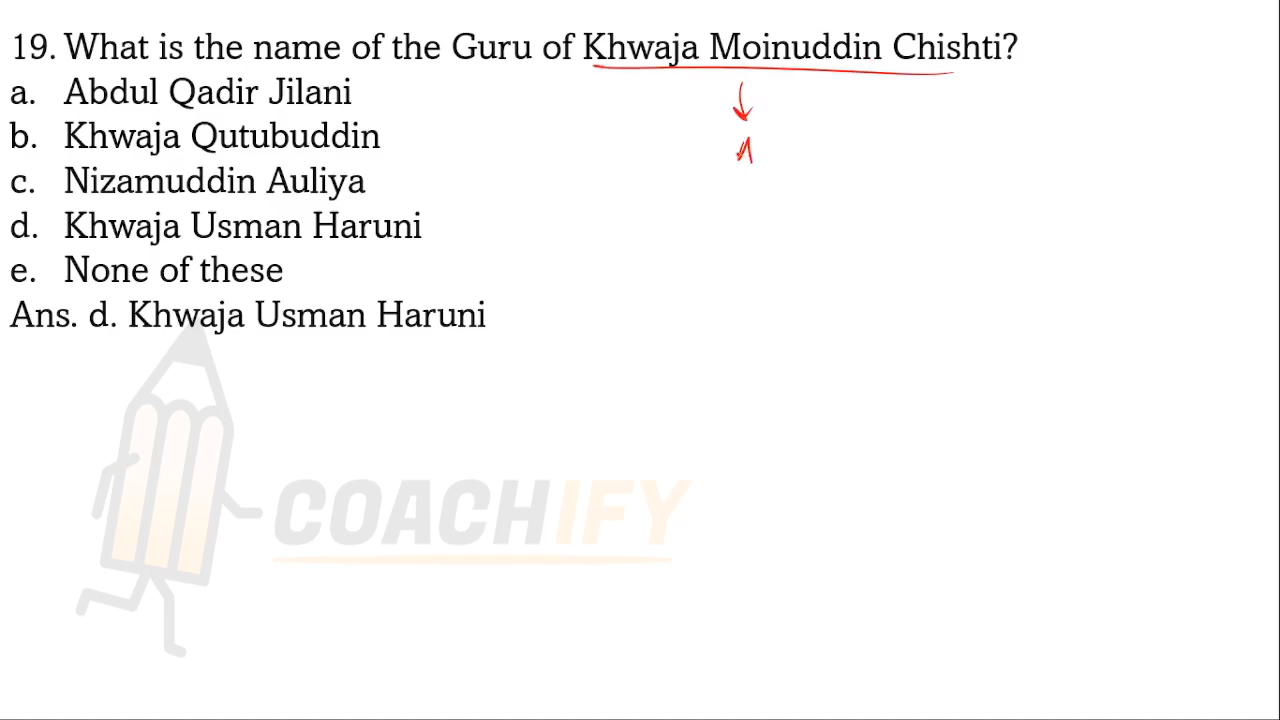 19. What is the name of the Guru of Khwaja Moinuddin Chishti?
a. Abdul Qadir Jilani
b. Khwaja Qutubuddin
c. Nizamuddin Auliya
d. Khwaja Usman Haruni
e. None of these
Ans. d. Khwaja Usman Haruni
COACHIFY